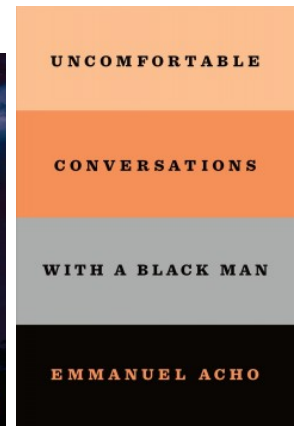 UNCOMFORTABLE
CONVERSATIONS
WITH A BLACK MAN
EMMANUEL ACHO